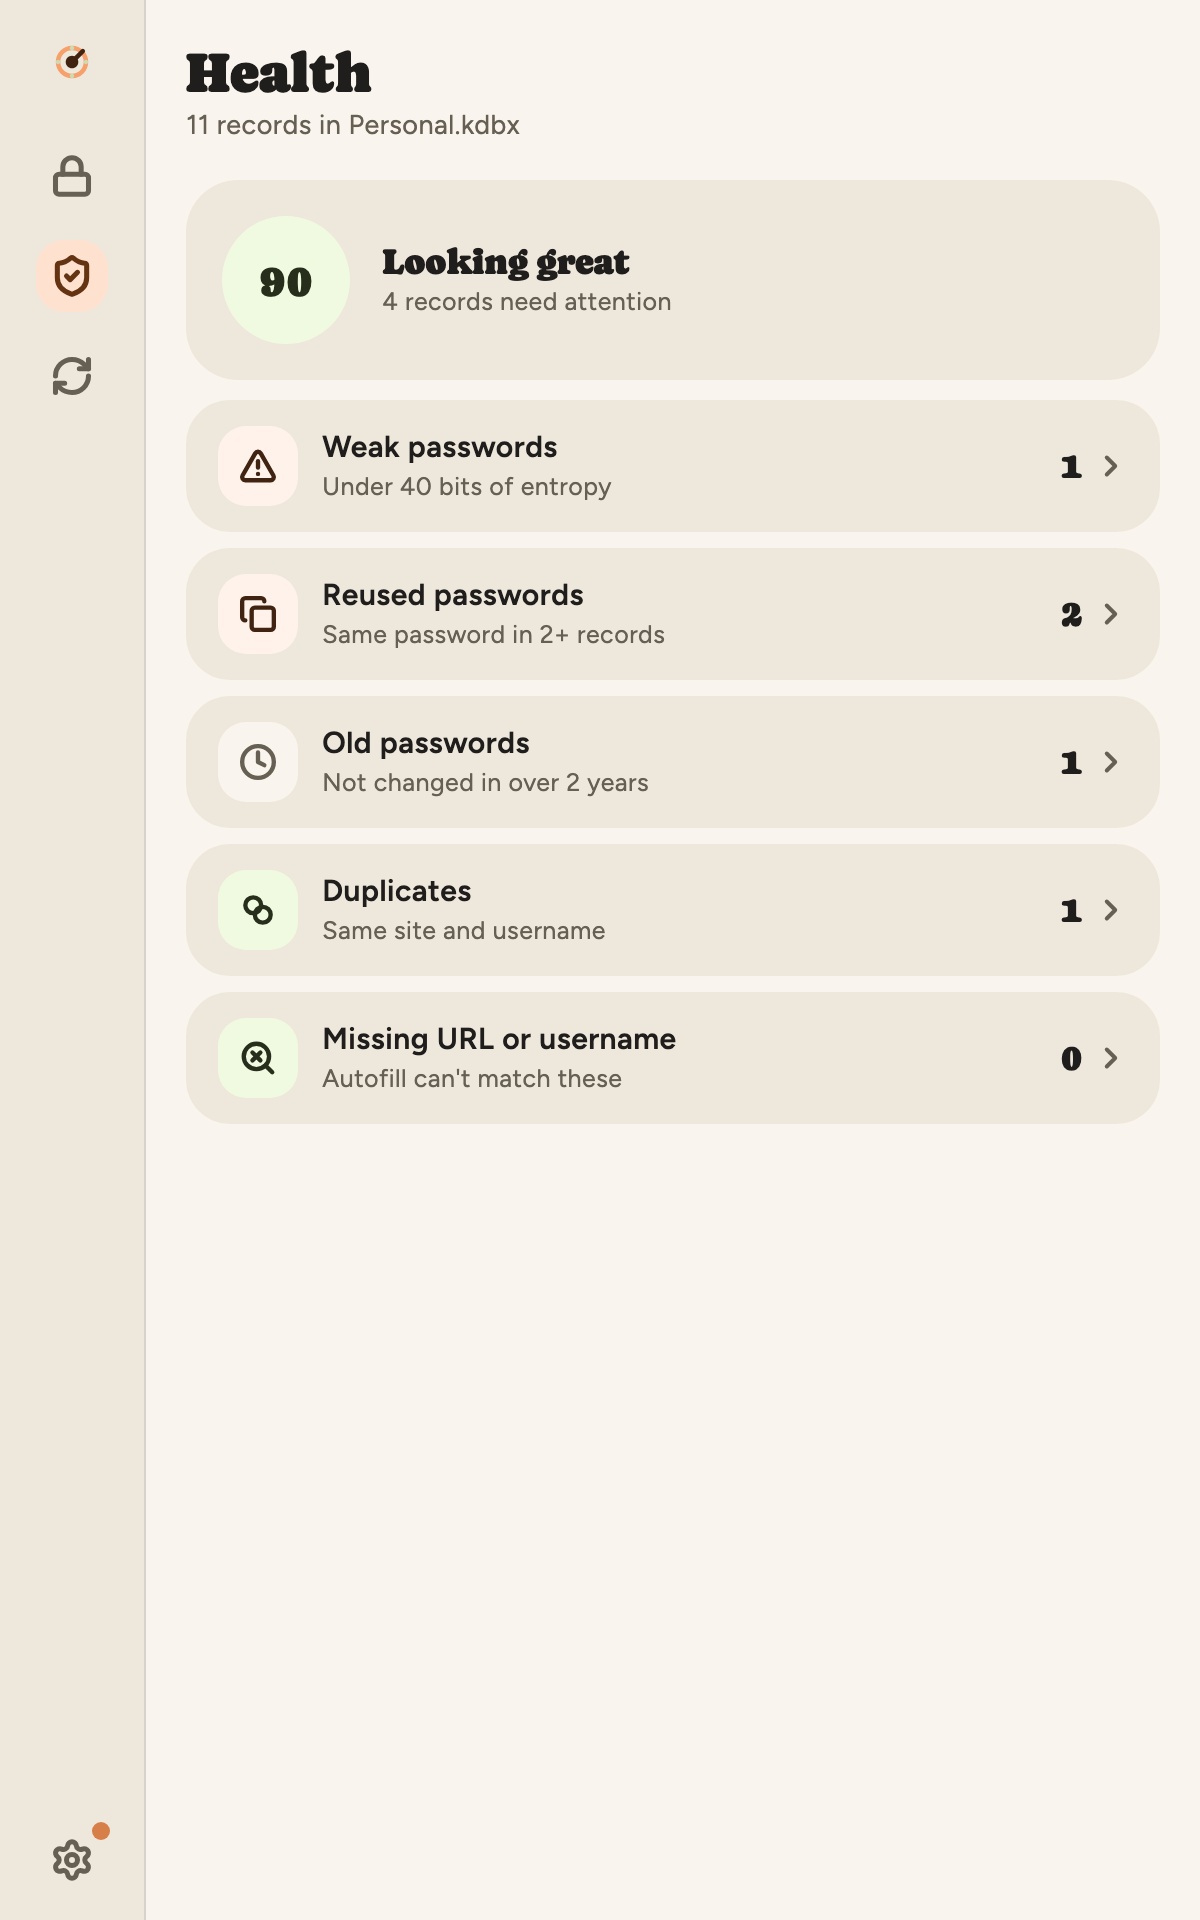 Health
11 records in Personal.kdbx
90
Looking great
4 records need attention
Weak passwords
Under 40 bits of entropy
1
Reused passwords
Same password in 2+ records
2
Old passwords
Not changed in over 2 years
1
Duplicates
Same site and username
1
Missing URL or username
Autofill can't match these
0